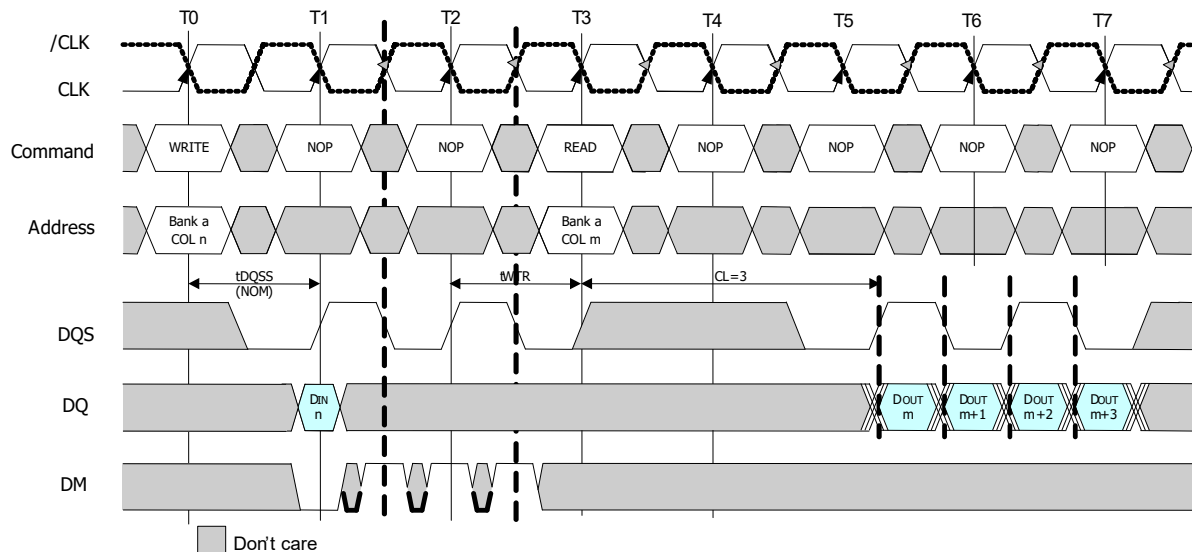 T0 T1 T2 T3 T4 T5 T6 T7
/CLK
CLK
Command WRITE NOP NOP READ NOP NOP NOP NOP
Address
Bank a
COL n
Bank a
COL m
tDQSS
(NOM)
tWTR
CL=3
DQS
DQ
DIN
n
DOUT
m
DOUT
m+1
DOUT
m+2
DOUT
m+3
DM
Don't care